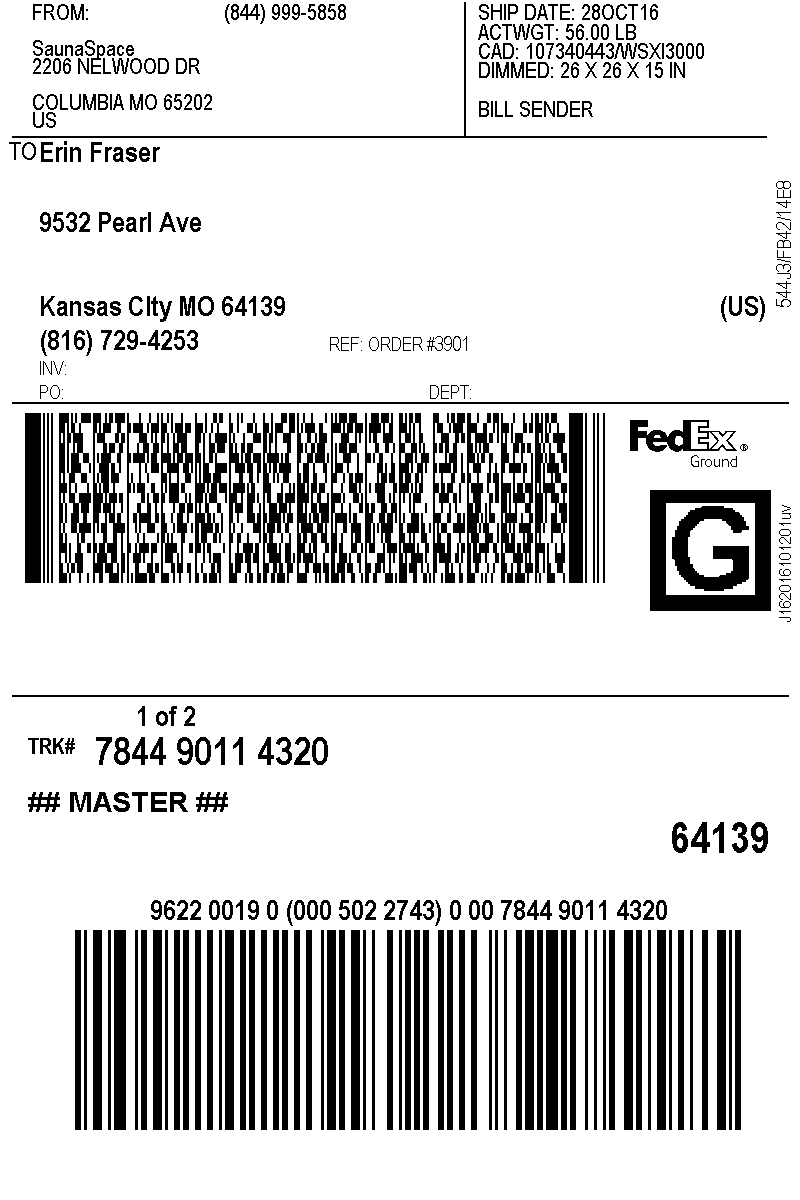 FROM: (844) 999-5858
SaunaSpace
2206 NELWOOD DR
COLUMBIA MO 65202
US
SHIP DATE: 28OCT16
ACTWGT: 56.00 LB
CAD: 107340443/WSXI3000
DIMMED: 26 X 26 X 15 IN
BILL SENDER
TO Erin Fraser
9532 Pearl Ave
Kansas CIty MO 64139 (US)
(816) 729-4253 REF: ORDER #3901
INV:
PO: DEPT:
544J3/FB42/14E8
FedEx®
Ground
G
J162016101201uv
1 of 2
TRK# 7844 9011 4320
## MASTER ##
64139
9622 0019 0 (000 502 2743) 0 00 7844 9011 4320